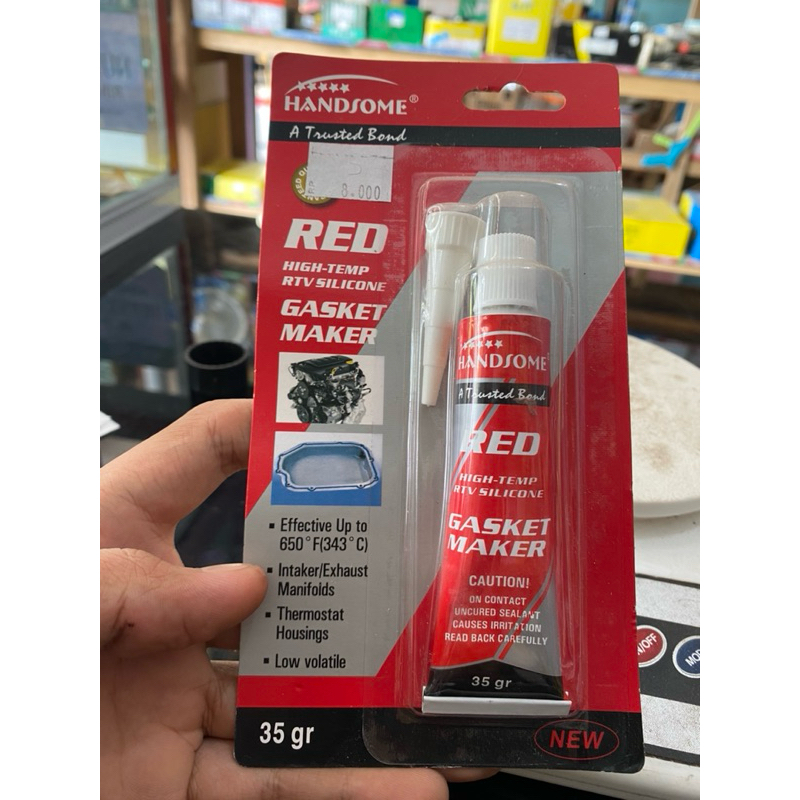 HANDSOME®
A Trusted Bond
8.000
RED
HIGH-TEMP
RTV SILICONE
GASKET
MAKER
▪ Effective Up to
650°F(343°C)
▪ Intaker/Exhaust
Manifolds
▪ Thermostat
Housings
▪ Low volatile
35 gr
HANDSOME®
A Trusted Bond
RED
HIGH-TEMP
RTV SILICONE
GASKET
MAKER
CAUTION!
ON CONTACT
UNCURED SEALANT
CAUSES IRRITATION
READ BACK CAREFULLY
35 gr
NEW